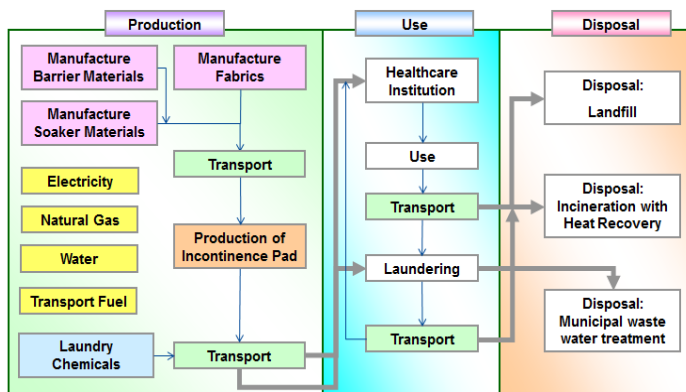 Production
Use
Disposal
Manufacture
Barrier Materials
Manufacture
Fabrics
Manufacture
Soaker Materials
Transport
Electricity
Natural Gas
Water
Transport Fuel
Production of
Incontinence Pad
Laundry
Chemicals
Transport
Healthcare
Institution
Use
Transport
Laundering
Transport
Disposal:
Landfill
Disposal:
Incineration with
Heat Recovery
Disposal:
Municipal waste
water treatment